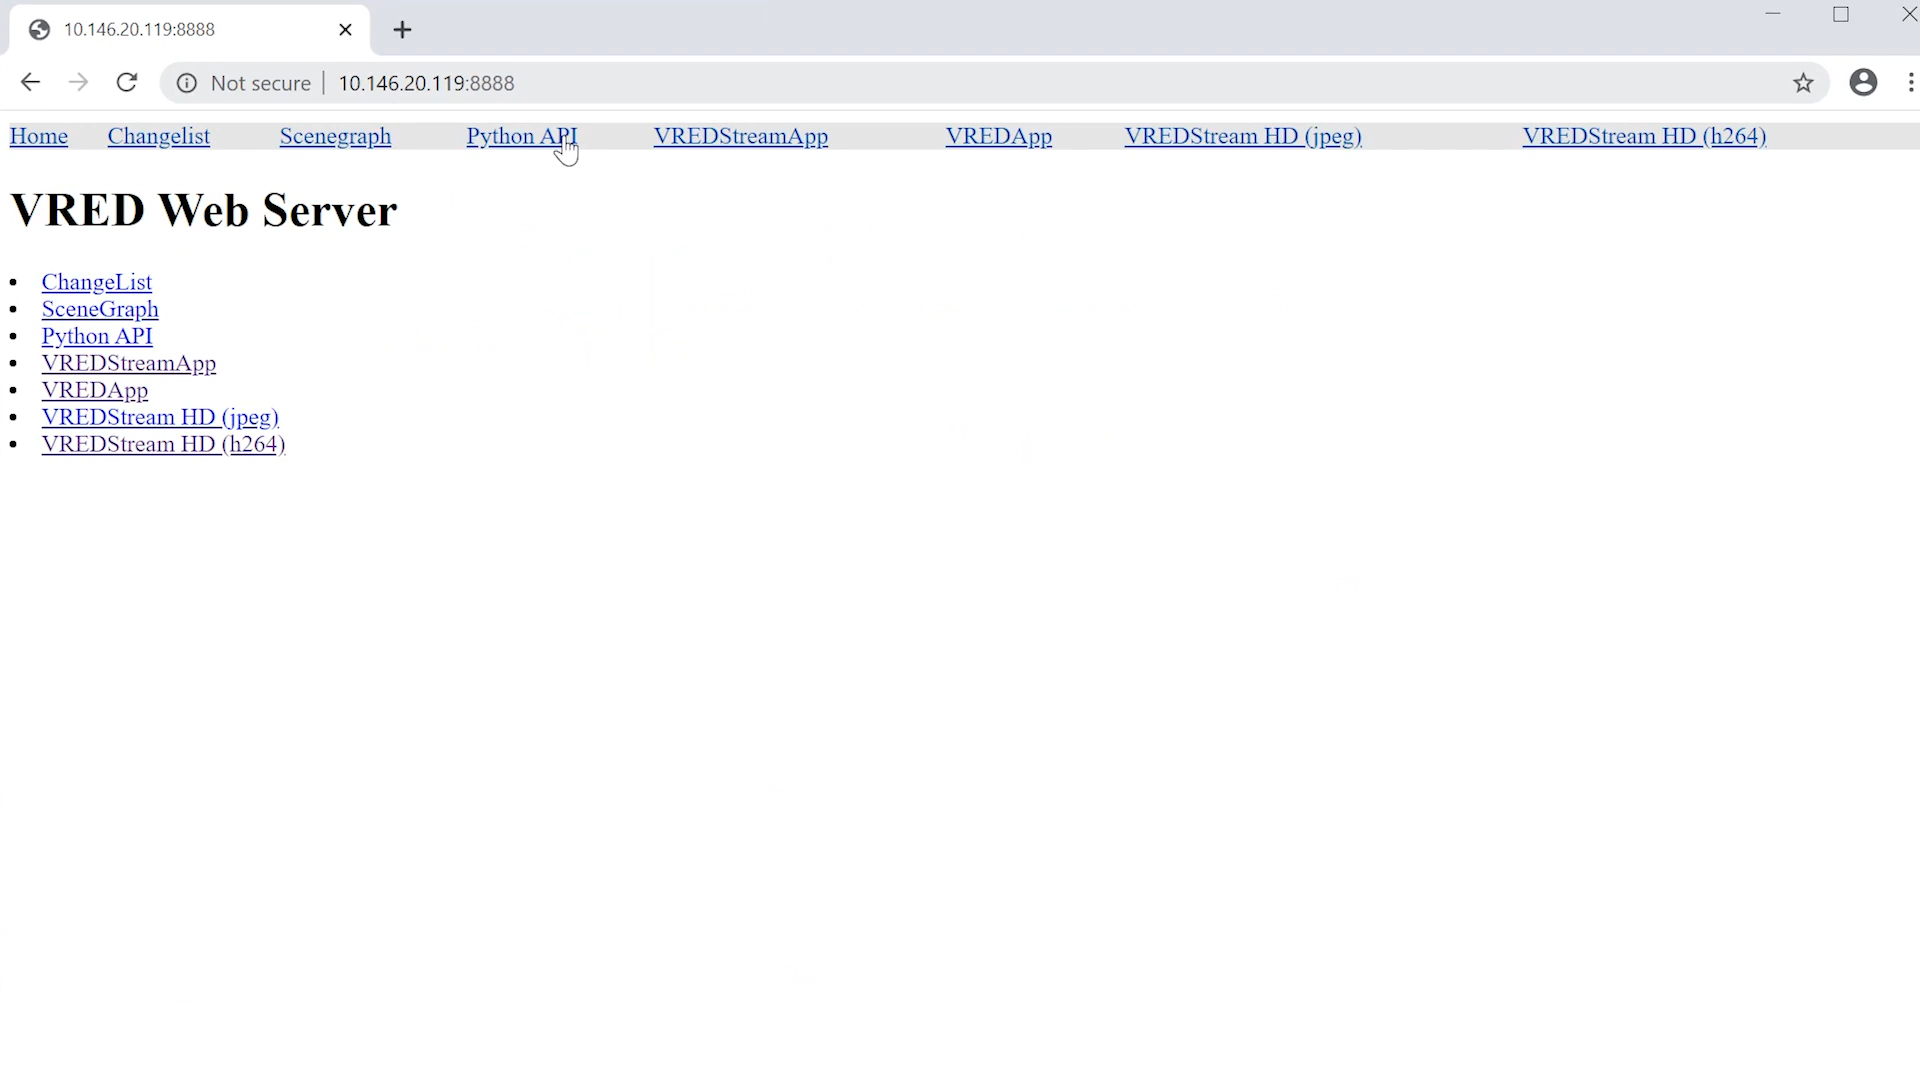 10.146.20.119:8888
Not secure | 10.146.20.119:8888
Home Changelist Scenegraph Python API VREDStreamApp VREDApp VREDStream HD (jpeg) VREDStream HD (h264)
VRED Web Server
ChangeList
SceneGraph
Python API
VREDStreamApp
VREDApp
VREDStream HD (jpeg)
VREDStream HD (h264)